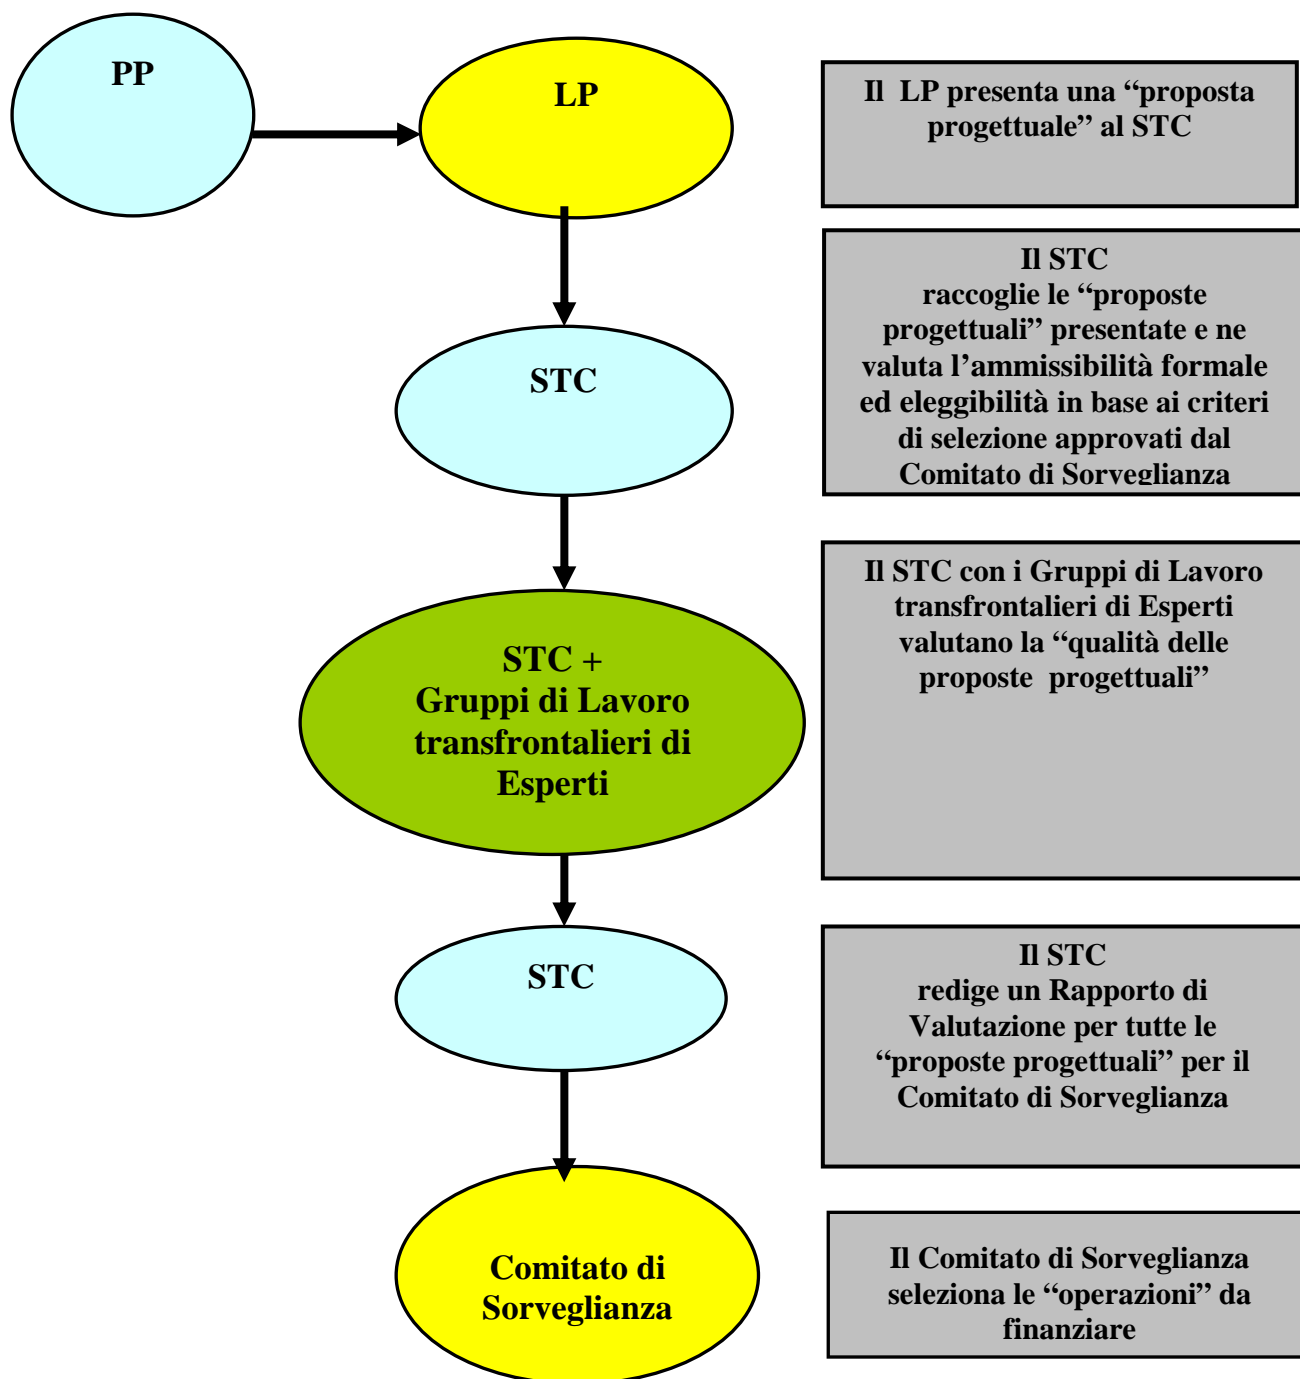 PP
LP
Il LP presenta una “proposta
progettuale” al STC
STC
Il STC
raccoglie le “proposte
progettuali” presentate e ne
valuta l’ammissibilità formale
ed eleggibilità in base ai criteri
di selezione approvati dal
Comitato di Sorveglianza
STC +
Gruppi di Lavoro
transfrontalieri di
Esperti
Il STC con i Gruppi di Lavoro
transfrontalieri di Esperti
valutano la “qualità delle
proposte progettuali”
STC
Il STC
redige un Rapporto di
Valutazione per tutte le
“proposte progettuali” per il
Comitato di Sorveglianza
Comitato di
Sorveglianza
Il Comitato di Sorveglianza
seleziona le “operazioni” da
finanziare